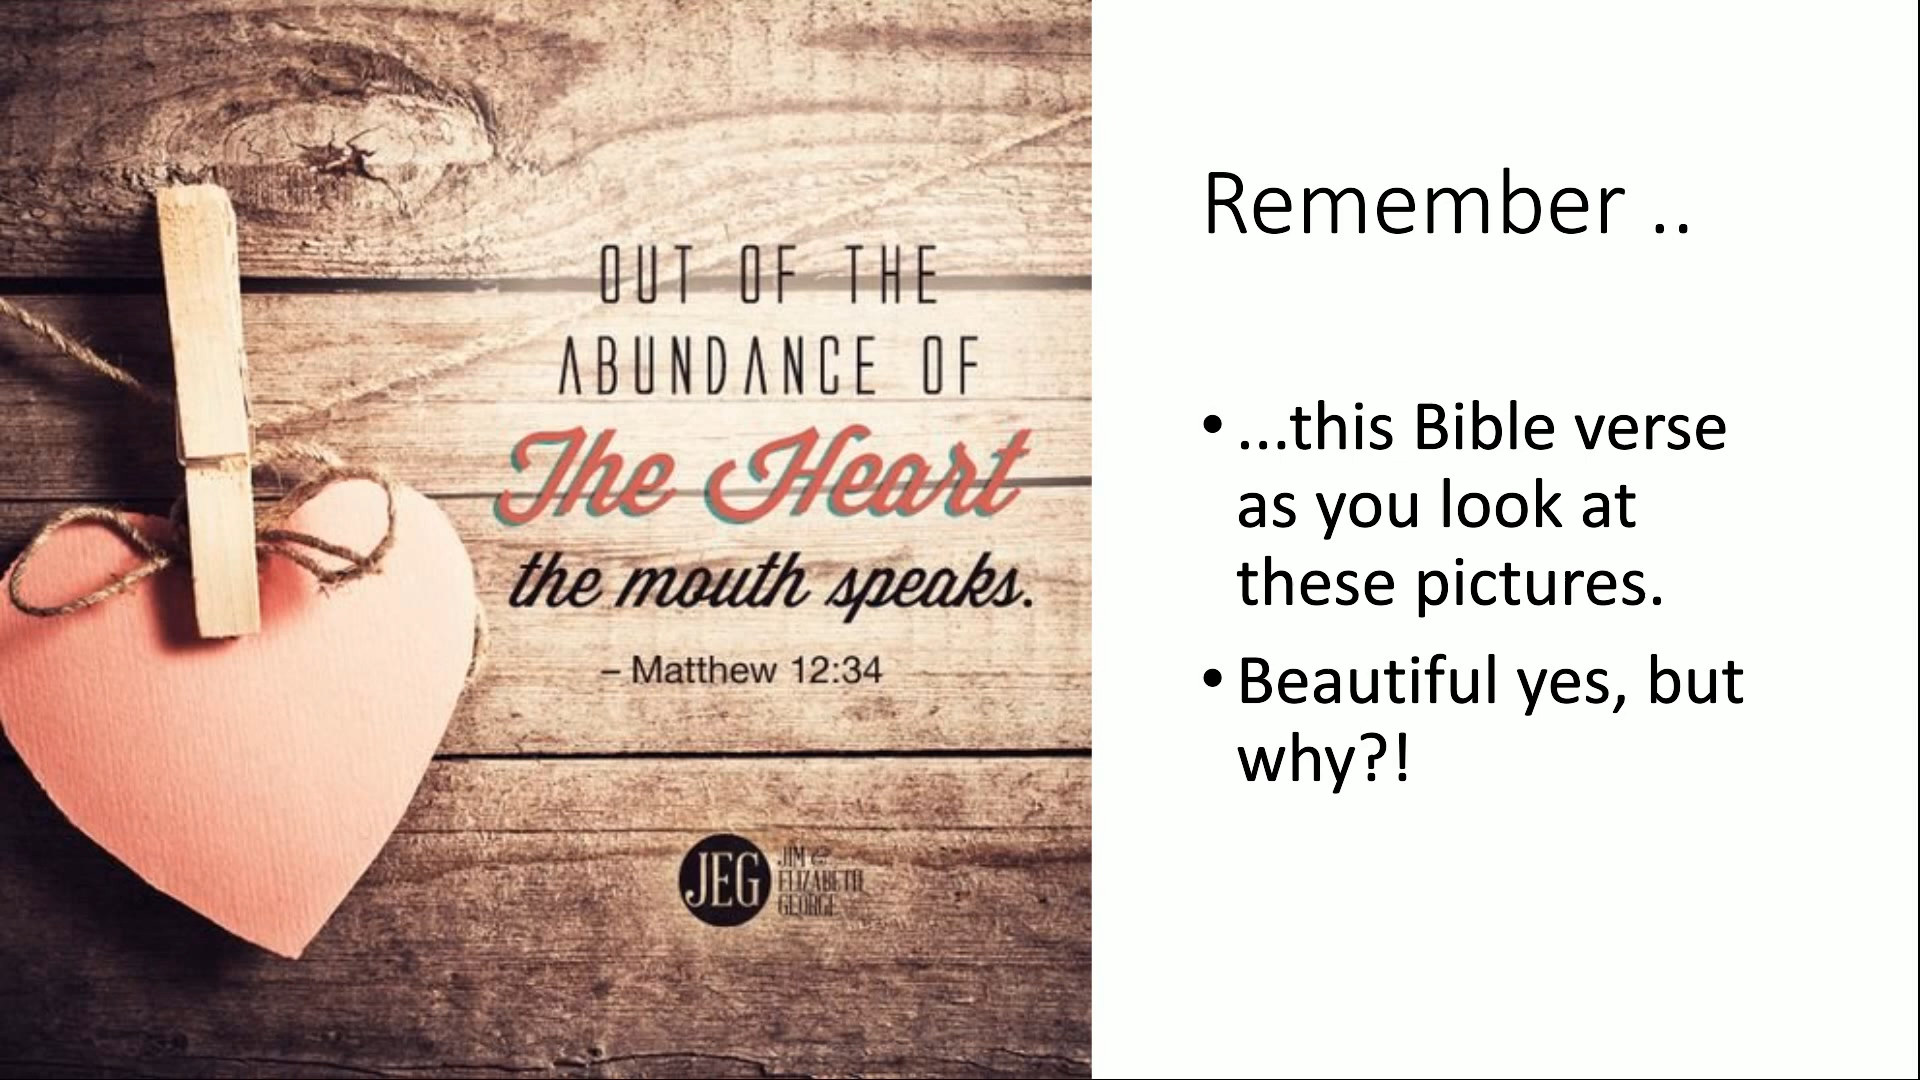 OUT OF THE
ABUNDANCE OF
The Heart
the mouth speaks.
– Matthew 12:34
JEG
JIM &
ELIZABETH
GEORGE
Remember ..
• ...this Bible verse
as you look at
these pictures.
• Beautiful yes, but
why?!